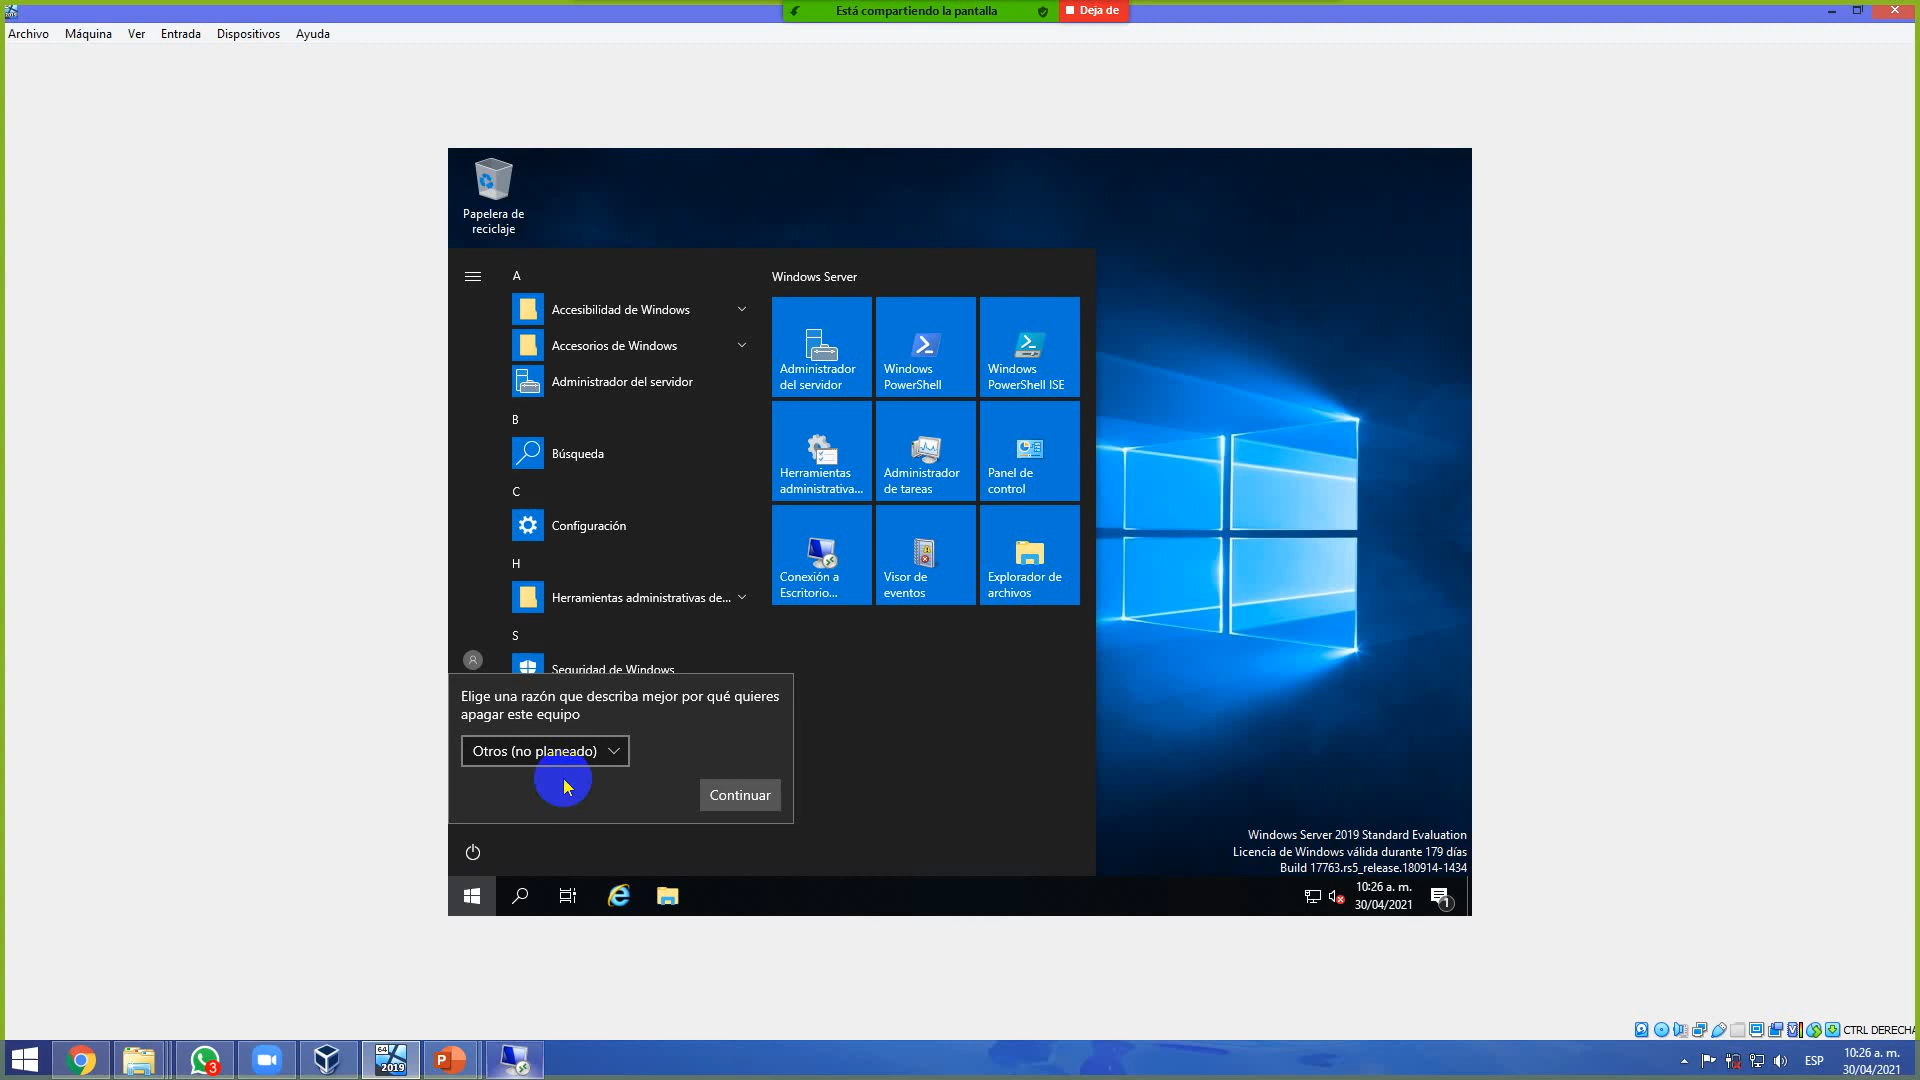 Está compartiendo la pantalla
Deja de
Archivo Máquina Ver Entrada Dispositivos Ayuda
Papelera de
reciclaje
A
Accesibilidad de Windows
Accesorios de Windows
Administrador del servidor
B
Búsqueda
C
Configuración
H
Herramientas administrativas de...
S
Seguridad de Windows
Windows Server
Administrador
del servidor
Windows
PowerShell
Windows
PowerShell ISE
Herramientas
administrativa...
Administrador
de tareas
Panel de
control
Conexión a
Escritorio...
Visor de
eventos
Explorador de
archivos
Elige una razón que describa mejor por qué quieres
apagar este equipo
Otros (no planeado)
Continuar
Windows Server 2019 Standard Evaluation
Licencia de Windows válida durante 179 días
Build 17763.rs5_release.180914-1434
10:26 a. m.
30/04/2021
1
CTRL DERECHA
3
64
2019
P
ESP
10:26 a. m.
30/04/2021